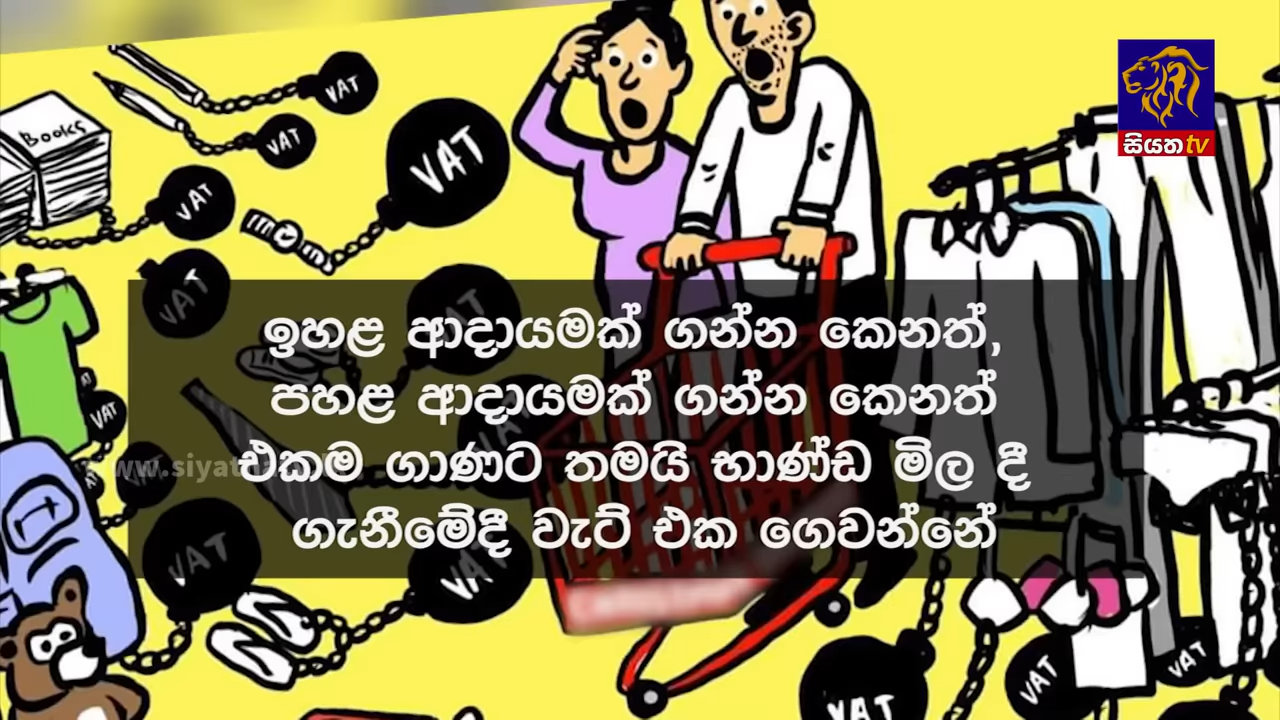 VAT
VAT
Books
VAT
VAT
සියත tv
VAT
VAT
ඉහළ ආදායමක් ගන්න කෙනත්,
පහළ ආදායමක් ගන්න කෙනත්
එකම ගාණට තමයි භාණ්ඩ මිල දී
ගැනීමේදී වැට් එක ගෙවන්නේ
VAT
VAT
VAT
VAT
VAT
VAT